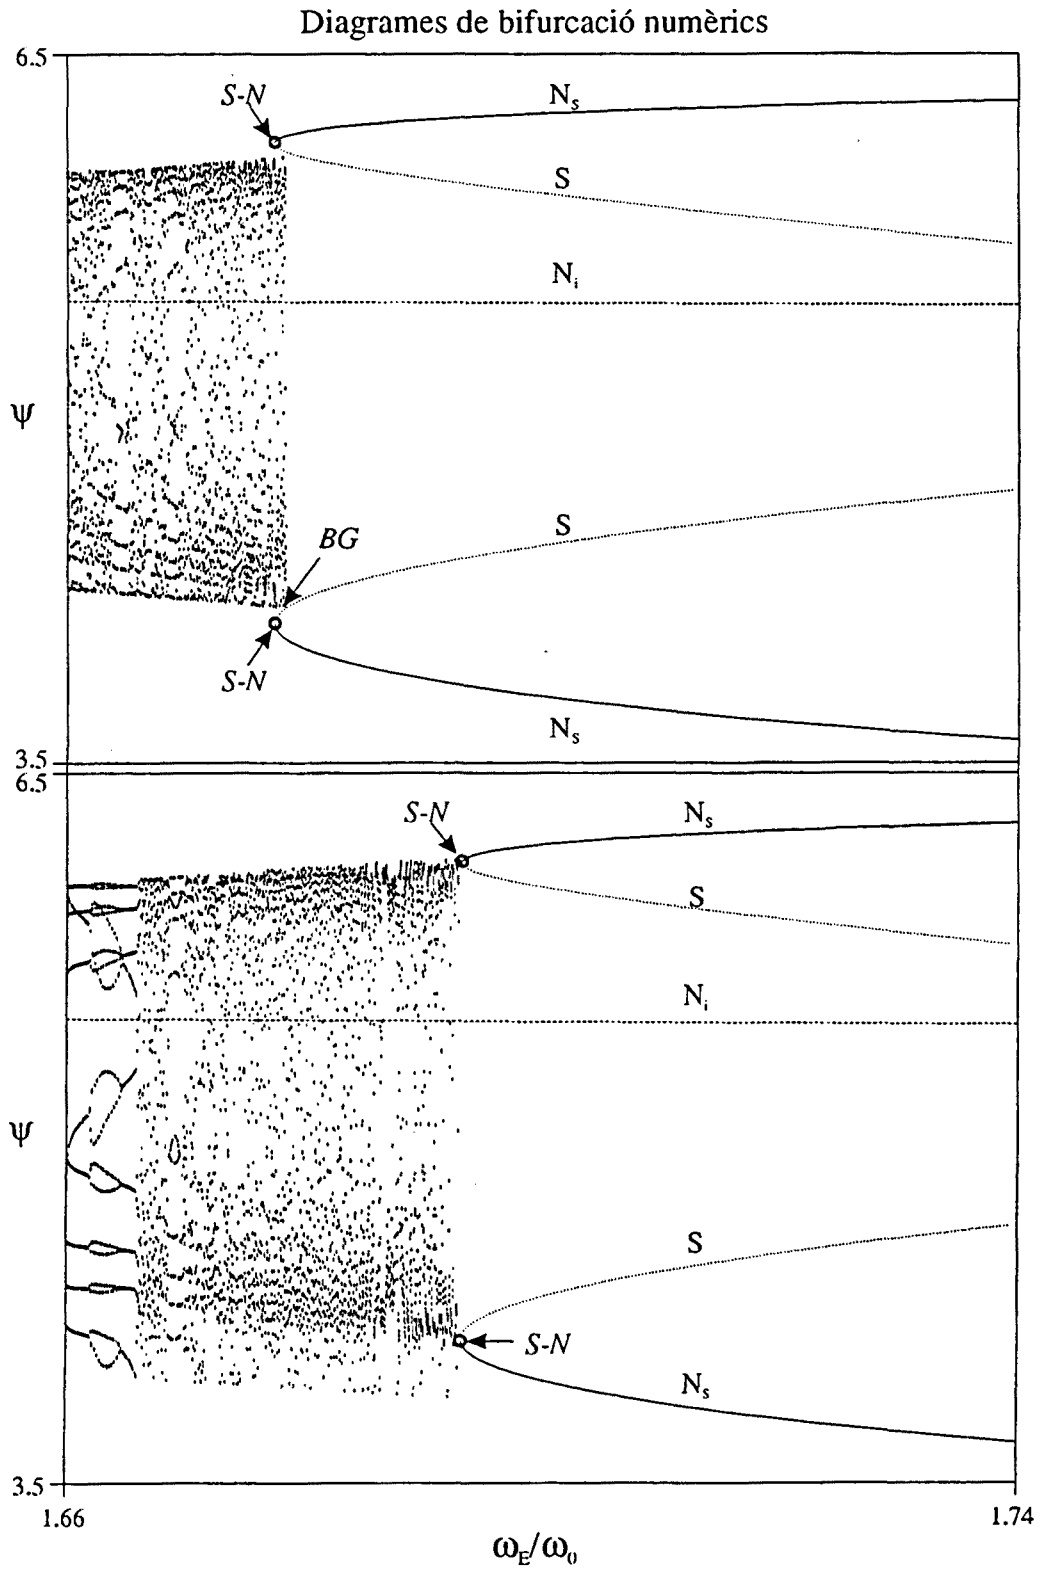 Diagrames de bifurcació numèrics
6.5
S-N
Nₛ
S
Nᵢ
ψ
S
BG
S-N
Nₛ
3.5
6.5
S-N
Nₛ
S
Nᵢ
ψ
S
S-N
Nₛ
3.5
1.66
1.74
ω_E/ω₀